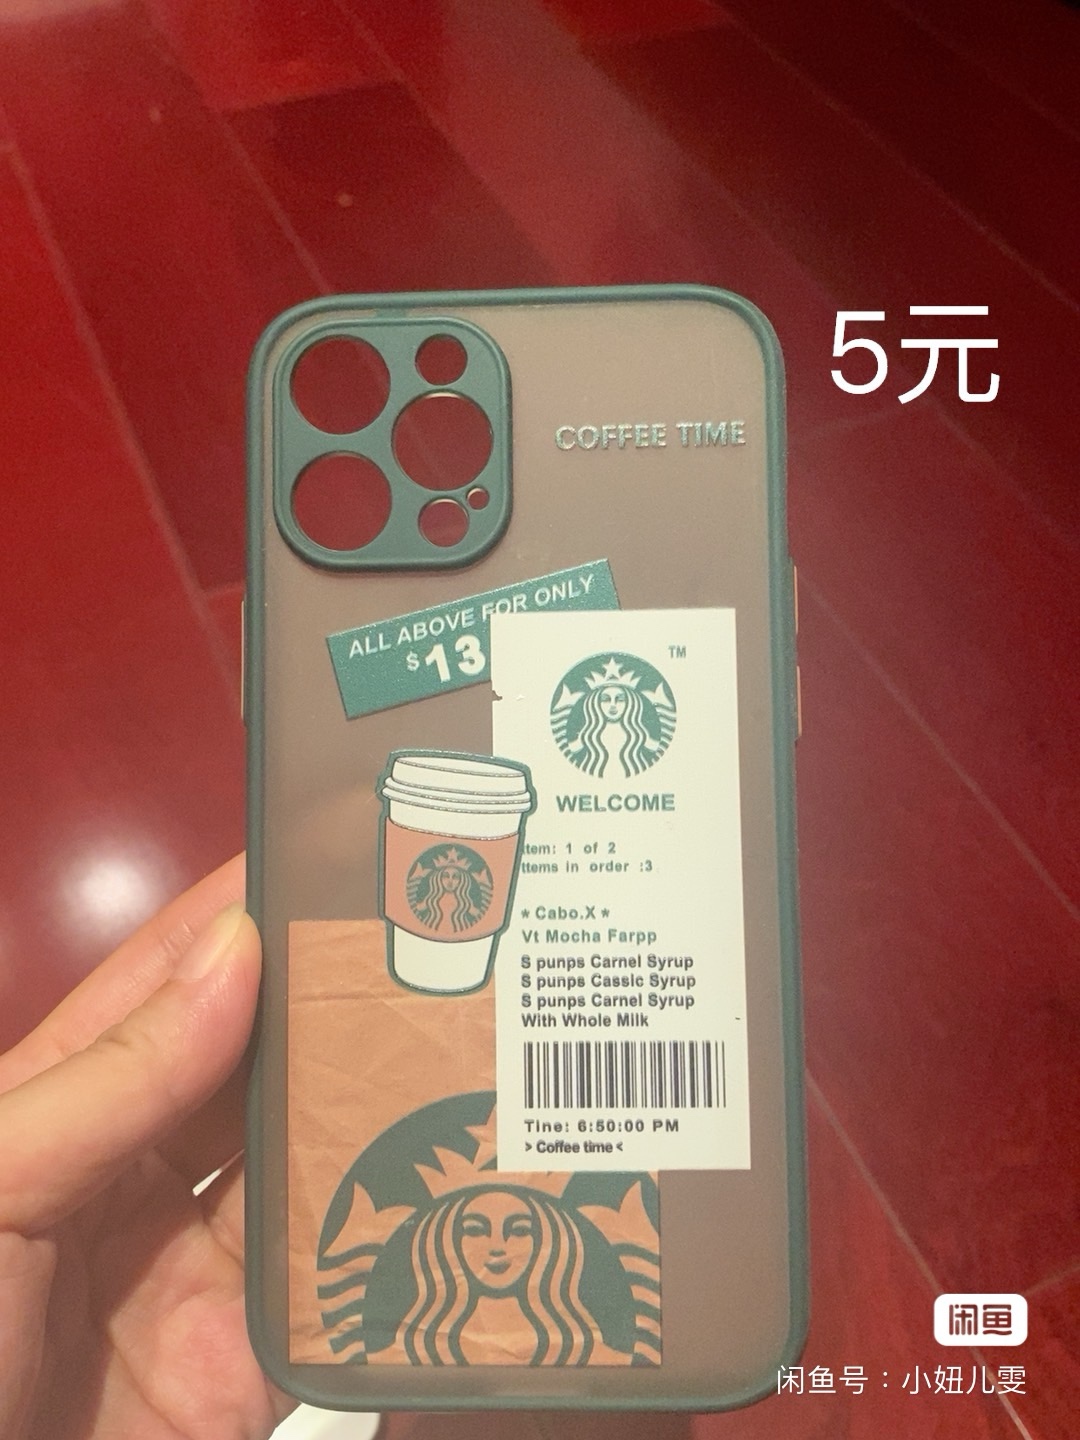 5元
COFFEE TIME
ALL ABOVE FOR ONLY
$13
TM
WELCOME
Item: 1 of 2
Items in order :3
* Cabo.X *
Vt Mocha Farpp
S punps Carnel Syrup
S punps Cassic Syrup
S punps Carnel Syrup
With Whole Milk
Tine: 6:50:00 PM
> Coffee time <
闲鱼
闲鱼号：小妞儿雯